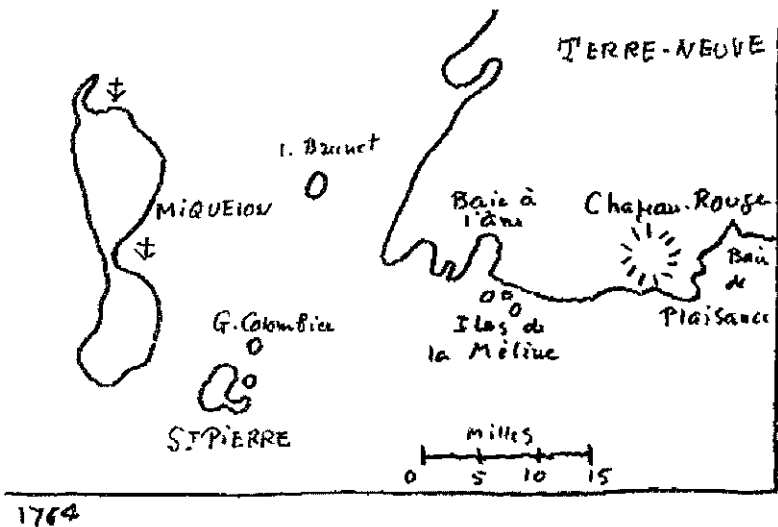 TERRE-NEUVE
I. Brunet
MIQUELON
Baie à
l'âne
Chapeau-Rouge
Baie
de
Plaisance
G. Colombier
Iles de
la Méline
ST PIERRE
Milles
0 5 10 15
1764